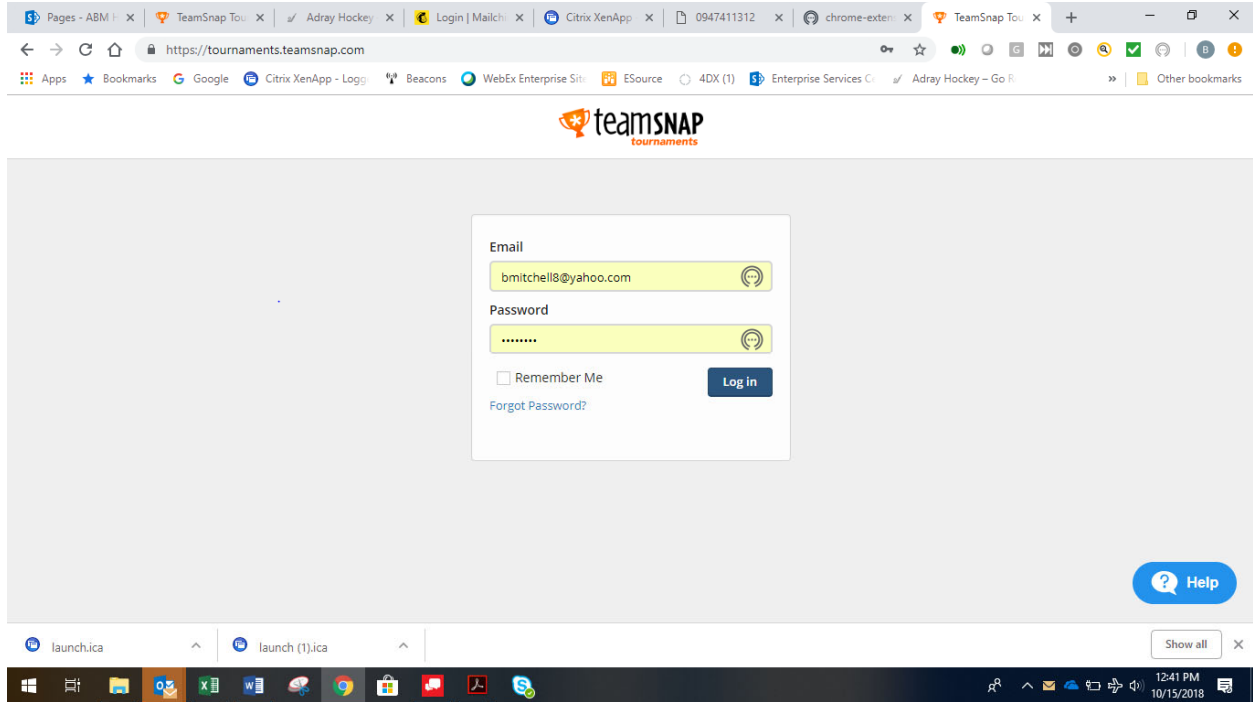 Pages - ABM H
TeamSnap Tou
Adray Hockey
Login | Mailchi
Citrix XenApp
0947411312
chrome-exten
TeamSnap Tou
https://tournaments.teamsnap.com
Apps
Bookmarks
Google
Citrix XenApp - Logg
Beacons
WebEx Enterprise Site
ESource
4DX (1)
Enterprise Services C
Adray Hockey – Go R
»
Other bookmarks
teamSNAP
tournaments
Email
bmitchell8@yahoo.com
Password
••••••••
Remember Me
Log in
Forgot Password?
? Help
launch.ica
launch (1).ica
Show all
12:41 PM
10/15/2018